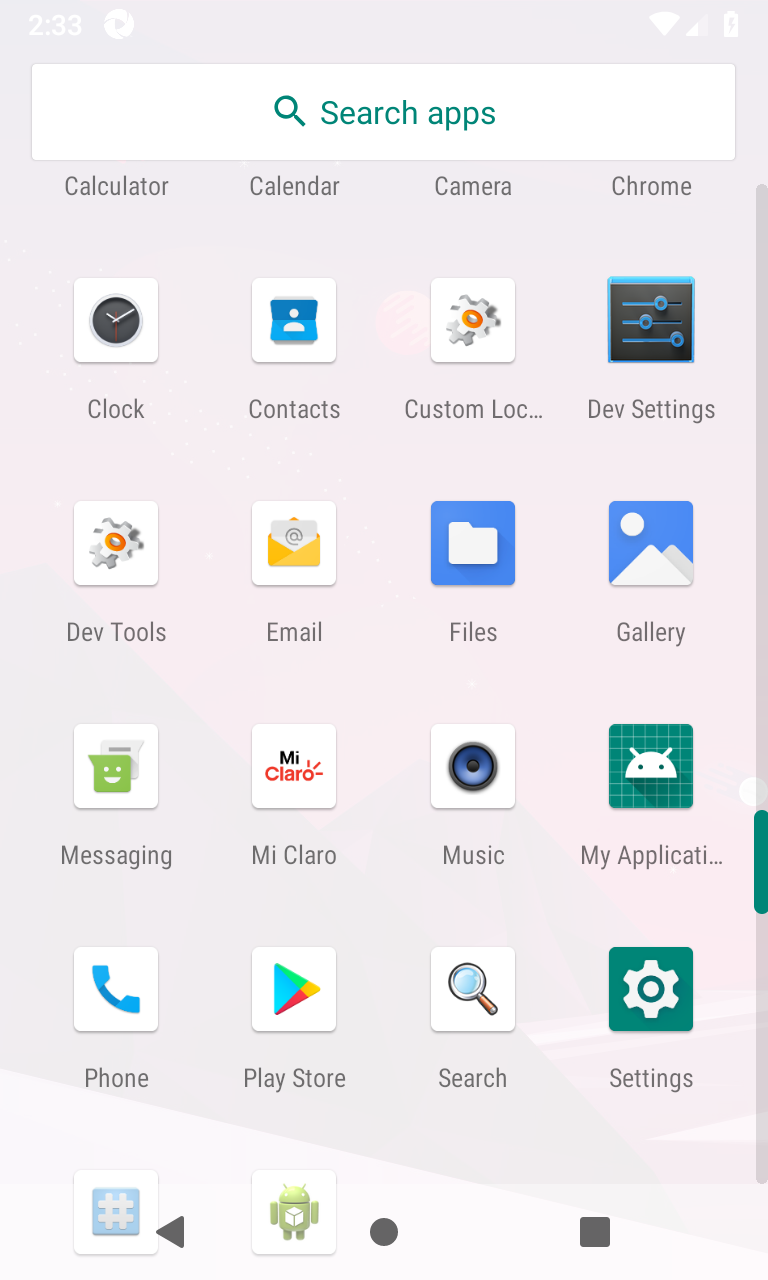 2:33
Search apps
Calculator Calendar Camera Chrome
Clock Contacts Custom Loc… Dev Settings
@
Dev Tools Email Files Gallery
Mi
Claro
Messaging Mi Claro Music My Applicati…
Phone Play Store Search Settings
#